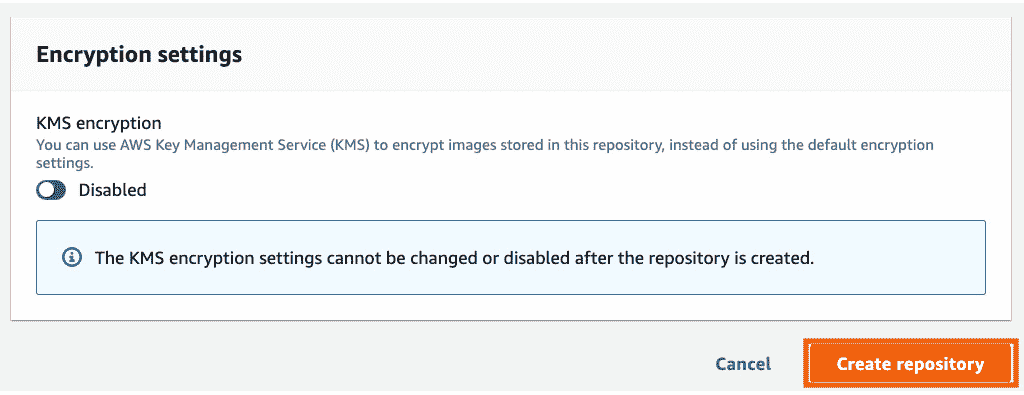 Encryption settings
KMS encryption
You can use AWS Key Management Service (KMS) to encrypt images stored in this repository, instead of using the default encryption
settings.
Disabled
The KMS encryption settings cannot be changed or disabled after the repository is created.
Cancel
Create repository